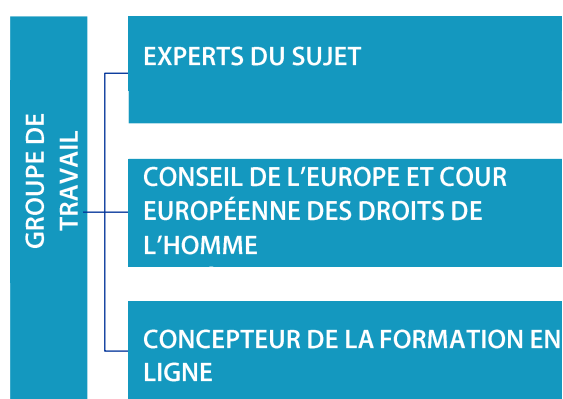 GROUPE DE
TRAVAIL
EXPERTS DU SUJET
CONSEIL DE L’EUROPE ET COUR
EUROPÉENNE DES DROITS DE
L’HOMME
CONCEPTEUR DE LA FORMATION EN
LIGNE